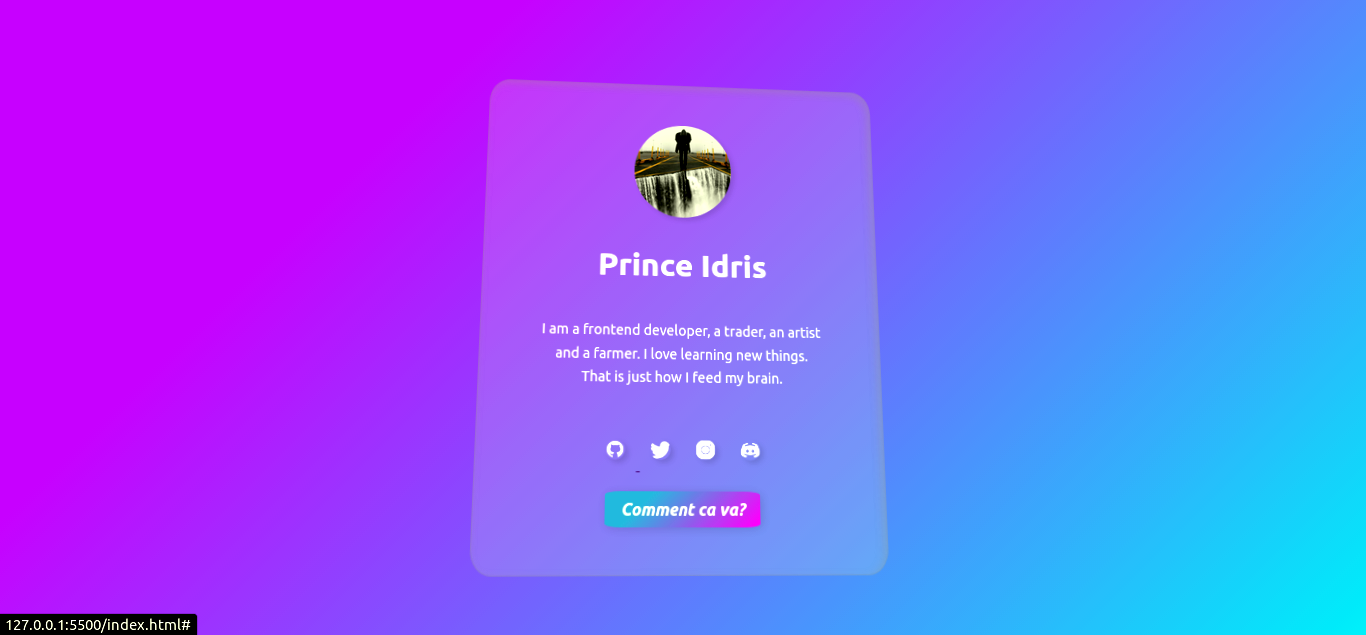 Prince Idris
I am a frontend developer, a trader, an artist
and a farmer. I love learning new things.
That is just how I feed my brain.
Comment ca va?
127.0.0.1:5500/index.html#